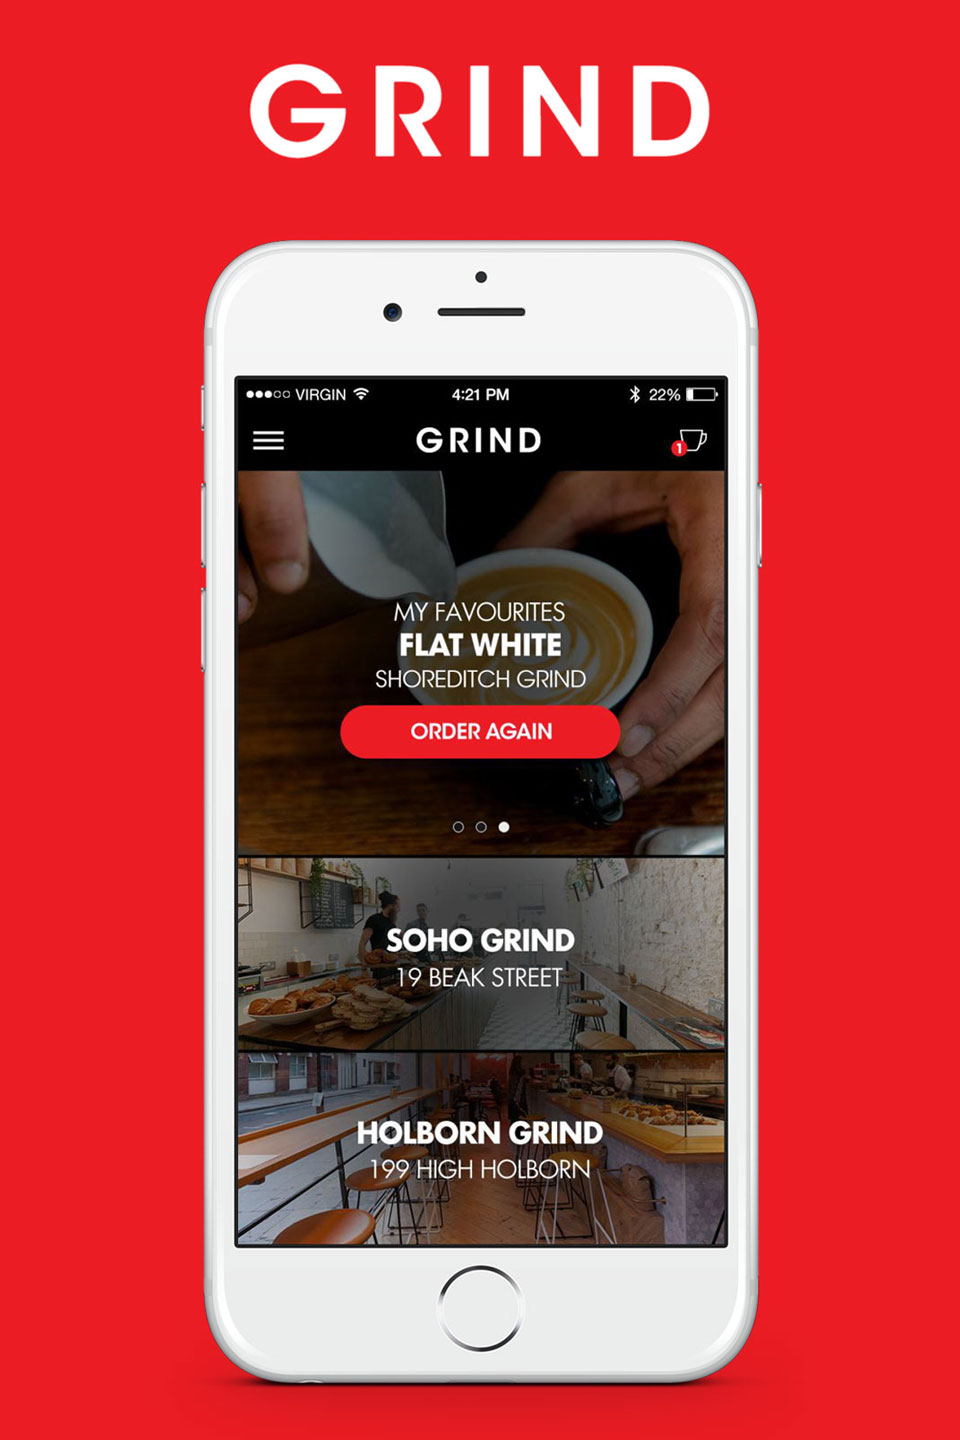 GRIND
VIRGIN 4:21 PM 22%
GRIND
1
MY FAVOURITES
FLAT WHITE
SHOREDITCH GRIND
ORDER AGAIN
SOHO GRIND
19 BEAK STREET
HOLBORN GRIND
199 HIGH HOLBORN